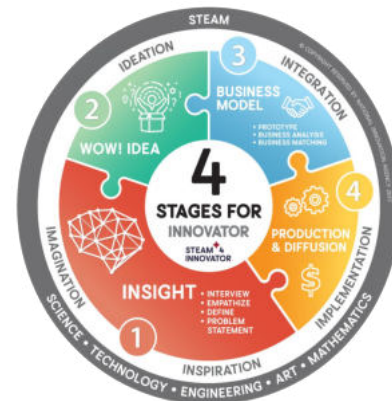 STEAM
IDEATION
INTEGRATION
IMAGINATION
INSPIRATION
IMPLEMENTATION
SCIENCE • TECHNOLOGY • ENGINEERING • ART • MATHEMATICS
4
STAGES FOR
INNOVATOR
STEAM 4
INNOVATOR
1
INSIGHT
• INTERVIEW
• EMPATHIZE
• DEFINE
• PROBLEM
STATEMENT
2
WOW! IDEA
3
BUSINESS
MODEL
• PROTOTYPE
• BUSINESS ANALYSIS
• BUSINESS MATCHING
4
PRODUCTION
& DIFFUSION
$